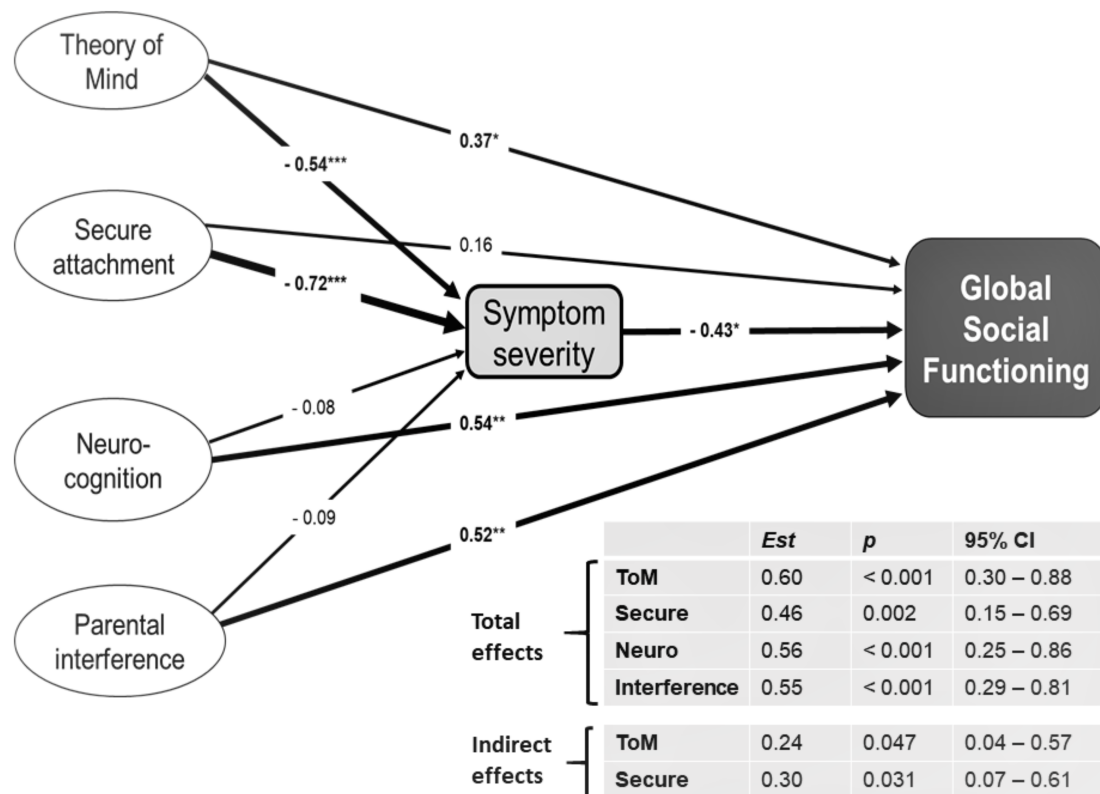 Theory of
Mind
0.37*
- 0.54***
Secure
attachment
0.16
- 0.72***
Symptom
severity
- 0.43*
Global
Social
Functioning
Neuro-
cognition
- 0.08
0.54**
- 0.09
0.52**
Parental
interference
Est p 95% CI
Total
effects
ToM 0.60 < 0.001 0.30 – 0.88
Secure 0.46 0.002 0.15 – 0.69
Neuro 0.56 <0.001 0.25 – 0.86
Interference 0.55 < 0.001 0.29 – 0.81
Indirect
effects
ToM 0.24 0.047 0.04 – 0.57
Secure 0.30 0.031 0.07 – 0.61